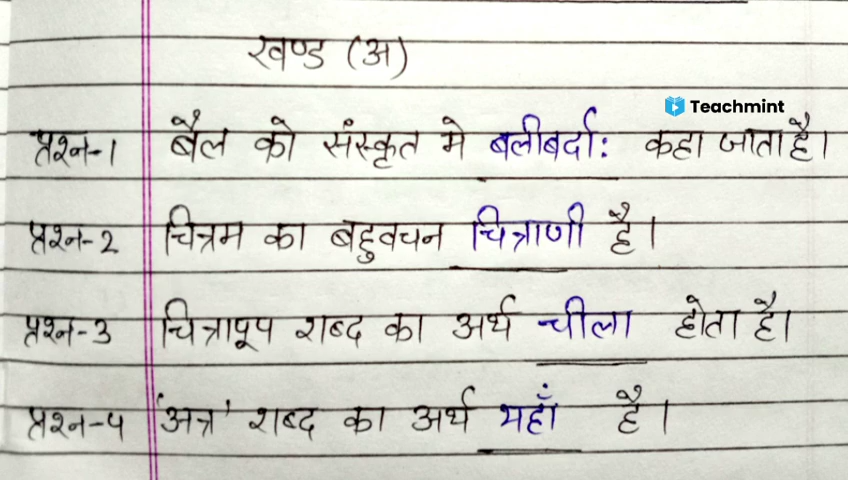 खण्ड (अ)
Teachmint
प्रश्न-1 बैल को संस्कृत मे बलीबर्दाः कहा जाता है।
प्रश्न-2 चित्रम का बहुवचन चित्राणी है।
प्रश्न-3 चित्रापूप शब्द का अर्थ चीला होता है।
प्रश्न-4 'अत्र' शब्द का अर्थ यहाँ है।